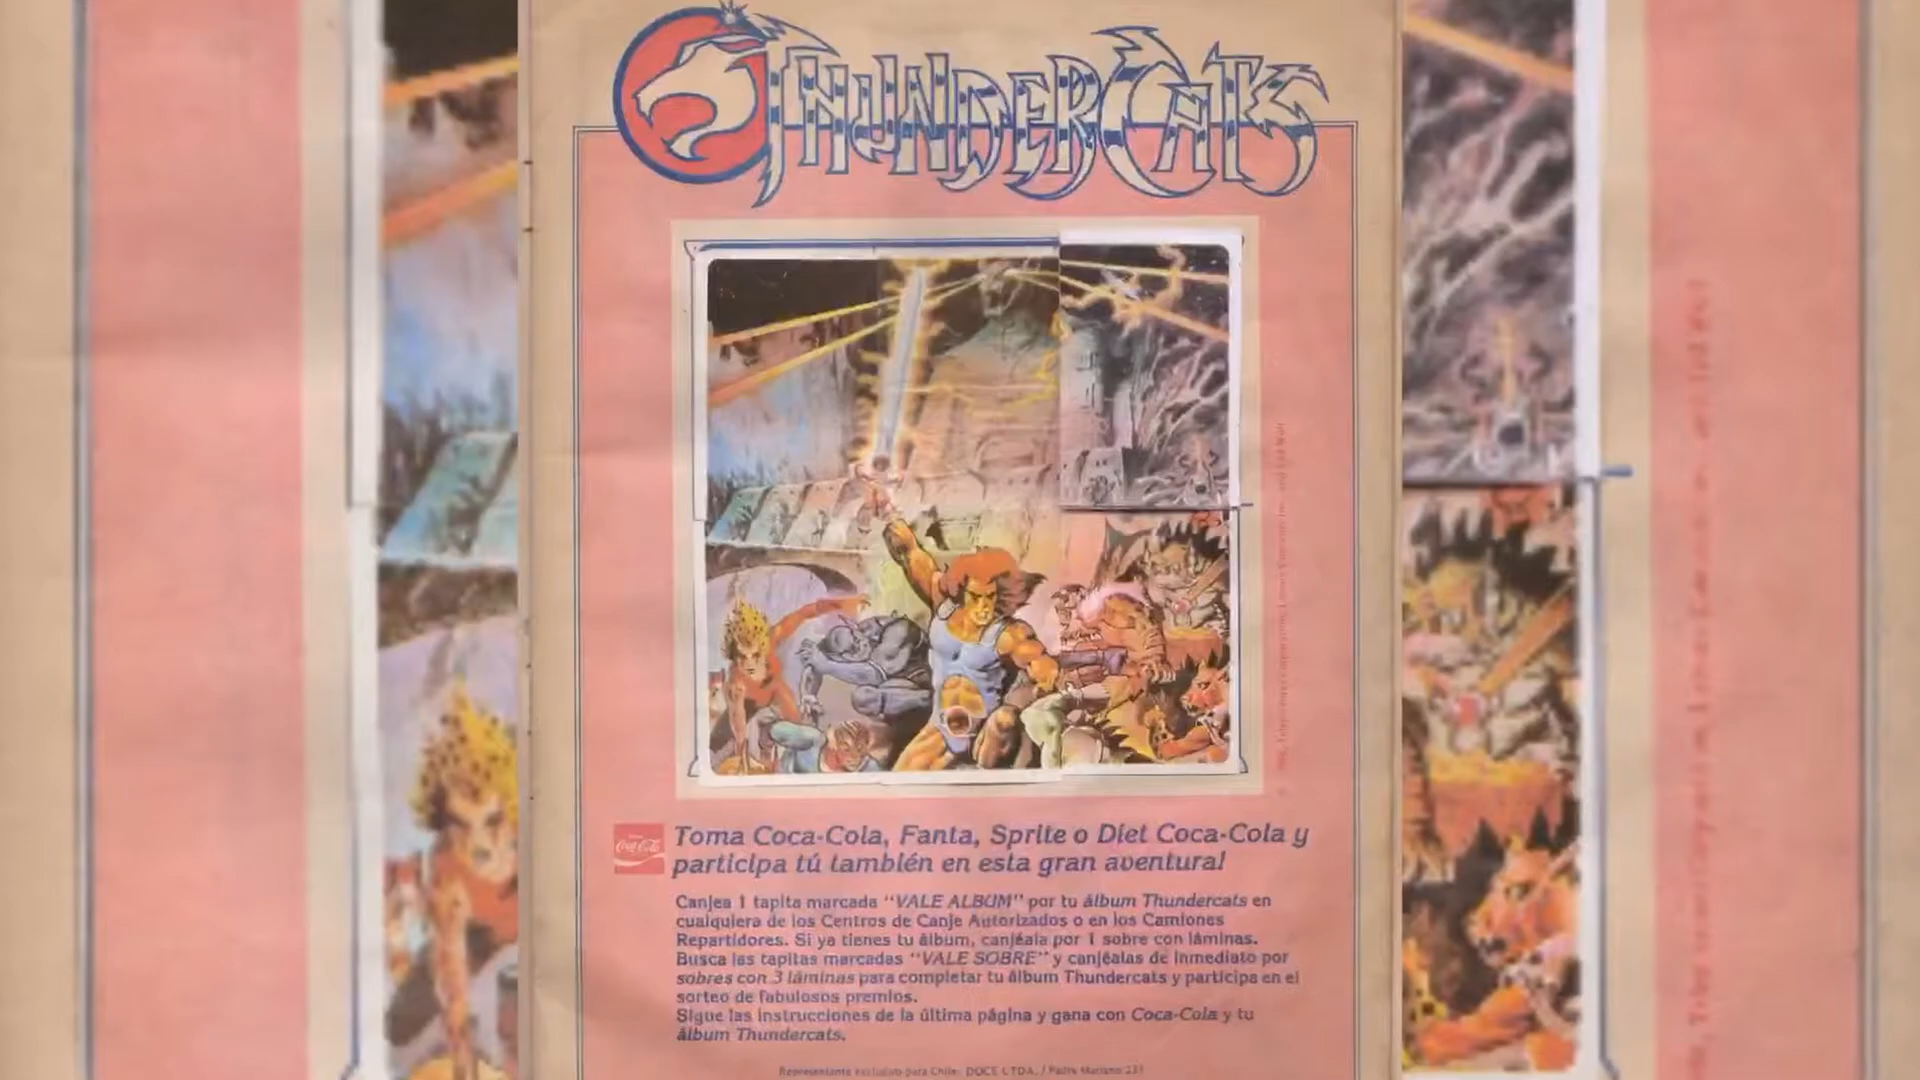 THUNDERCATS
Coca-Cola
Toma Coca-Cola, Fanta, Sprite o Diet Coca-Cola y
participa tú también en esta gran aventura!
Canjea 1 tapita marcada "VALE ALBUM" por tu álbum Thundercats en
cualquiera de los Centros de Canje Autorizados o en los Camiones
Repartidores. Si ya tienes tu álbum, canjéala por 1 sobre con láminas.
Busca las tapitas marcadas "VALE SOBRE" y canjéalas de inmediato por
sobres con 3 láminas para completar tu álbum Thundercats y participa en el
sorteo de fabulosos premios.
Sigue las instrucciones de la última página y gana con Coca-Cola y tu
álbum Thundercats.
Representante exclusivo para Chile: DOCE LTDA. / Padre Mariano 231